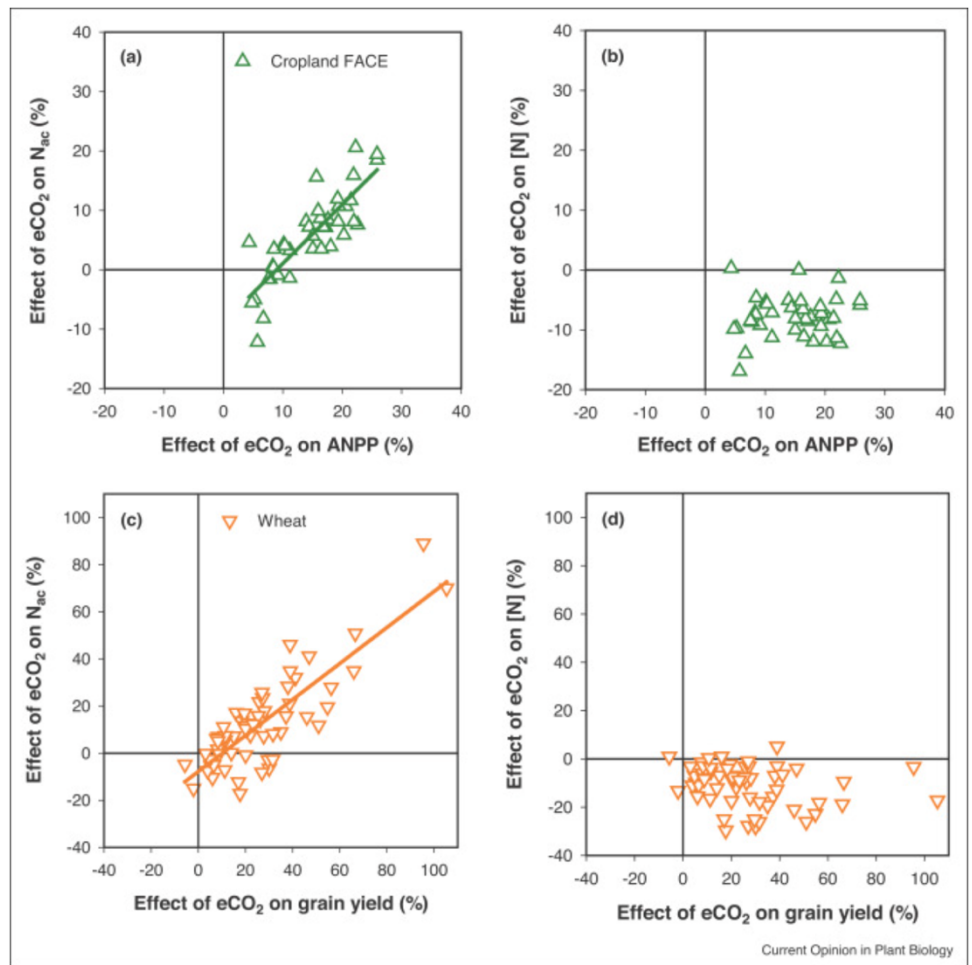 (a)
Cropland FACE
Effect of eCO₂ on Nac (%)
40
30
20
10
0
-10
-20
-20 -10 0 10 20 30 40
Effect of eCO₂ on ANPP (%)
(b)
Effect of eCO₂ on [N] (%)
40
30
20
10
0
-10
-20
-20 -10 0 10 20 30 40
Effect of eCO₂ on ANPP (%)
(c)
Wheat
Effect of eCO₂ on Nac (%)
100
80
60
40
20
0
-20
-40
-40 -20 0 20 40 60 80 100
Effect of eCO₂ on grain yield (%)
(d)
Effect of eCO₂ on [N] (%)
100
80
60
40
20
0
-20
-40
-40 -20 0 20 40 60 80 100
Effect of eCO₂ on grain yield (%)
Current Opinion in Plant Biology